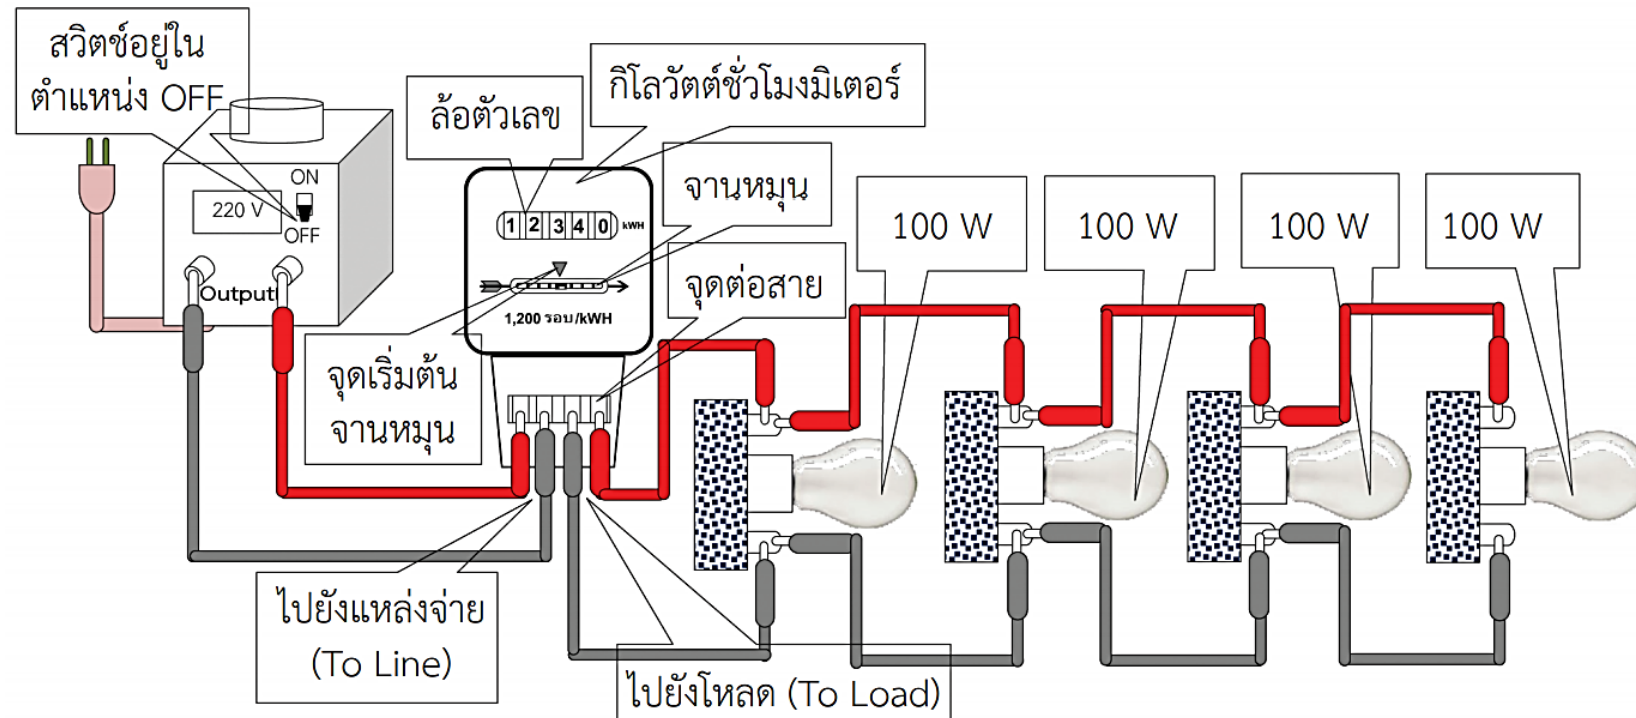 สวิตช์อยู่ใน
ตำแหน่ง OFF
กิโลวัตต์ชั่วโมงมิเตอร์
ล้อตัวเลข
จานหมุน
ON
220 V
OFF
Output
1 2 3 4 0 kWH
1,200 รอบ/kWH
จุดต่อสาย
จุดเริ่มต้น
จานหมุน
100 W
100 W
100 W
100 W
ไปยังแหล่งจ่าย
(To Line)
ไปยังโหลด (To Load)